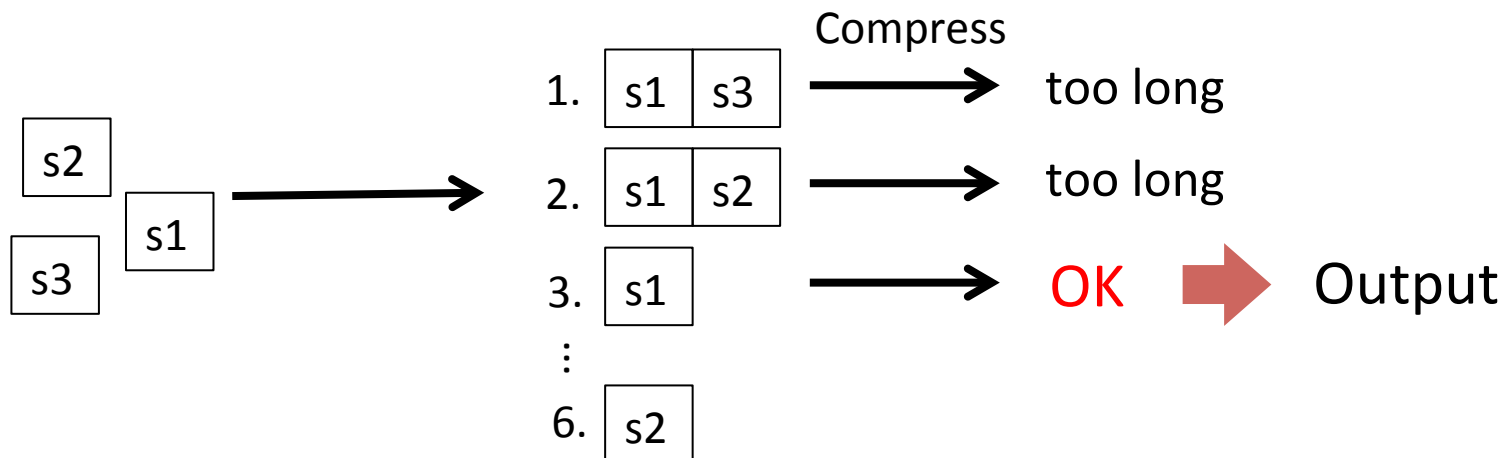 Compress
1. s1 s3 too long
s2
2. s1 s2 too long
s1
s3
3. s1 OK Output
⋮
6. s2